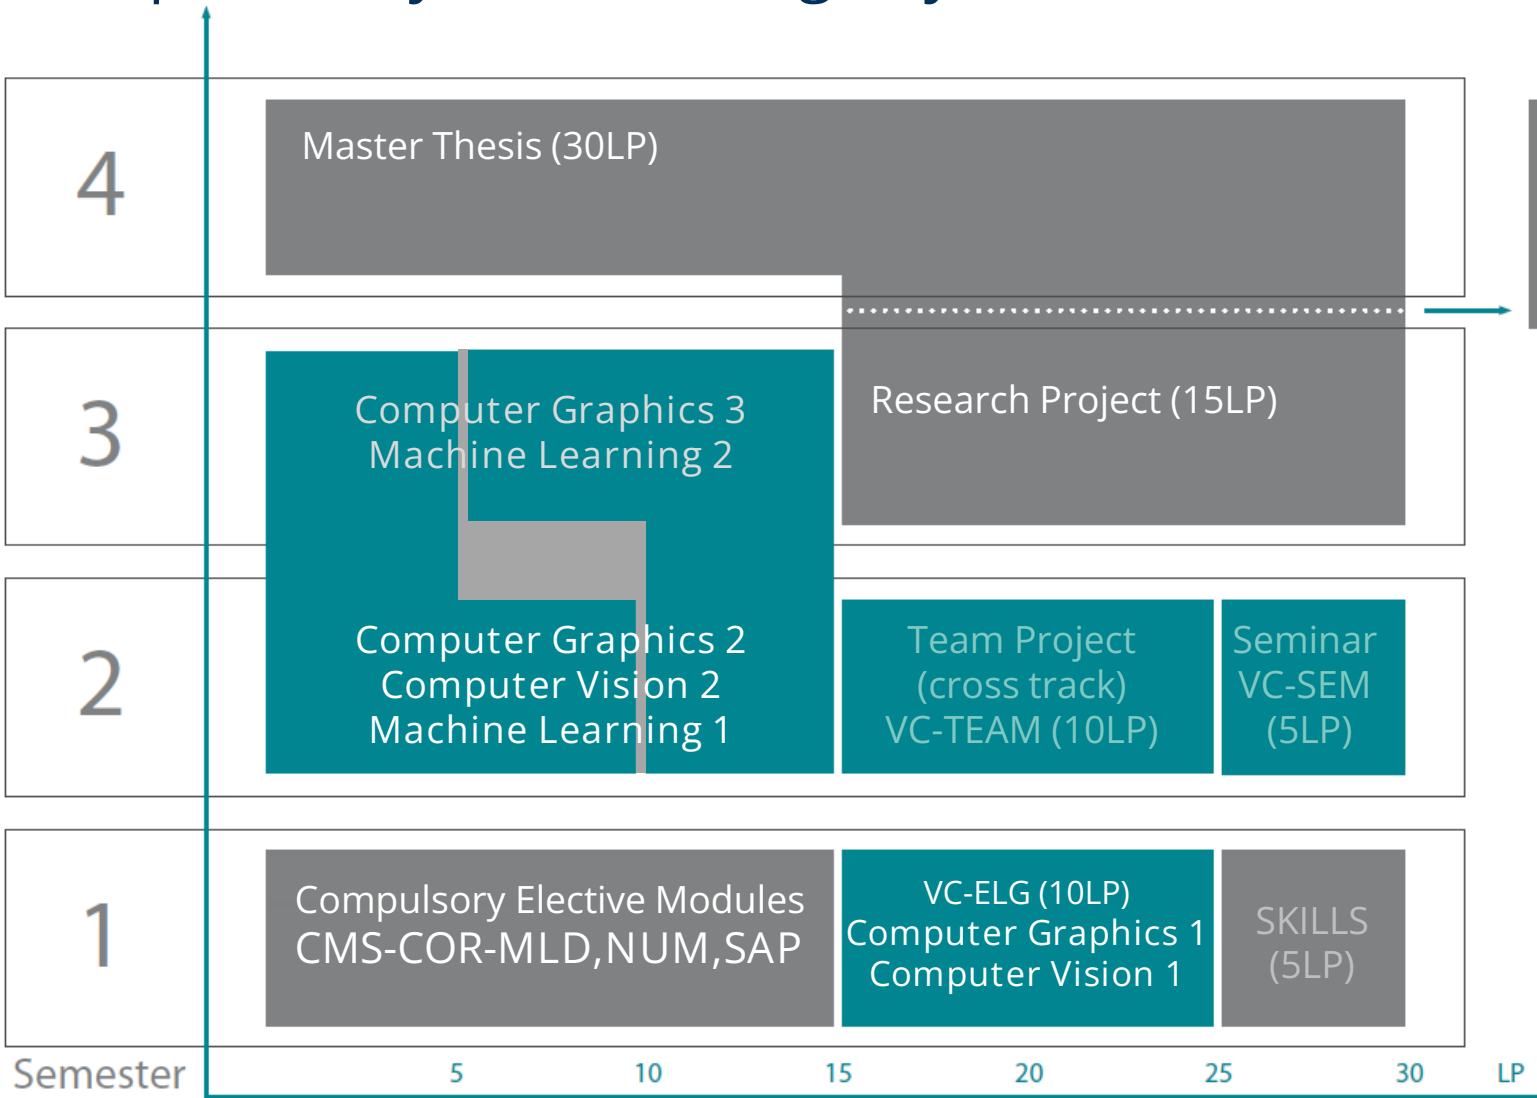 4
Master Thesis (30LP)
3
Computer Graphics 3
Machine Learning 2
Research Project (15LP)
2
Computer Graphics 2
Computer Vision 2
Machine Learning 1
Team Project
(cross track)
VC-TEAM (10LP)
Seminar
VC-SEM
(5LP)
1
Compulsory Elective Modules
CMS-COR-MLD,NUM,SAP
VC-ELG (10LP)
Computer Graphics 1
Computer Vision 1
SKILLS
(5LP)
Semester 5 10 15 20 25 30 LP